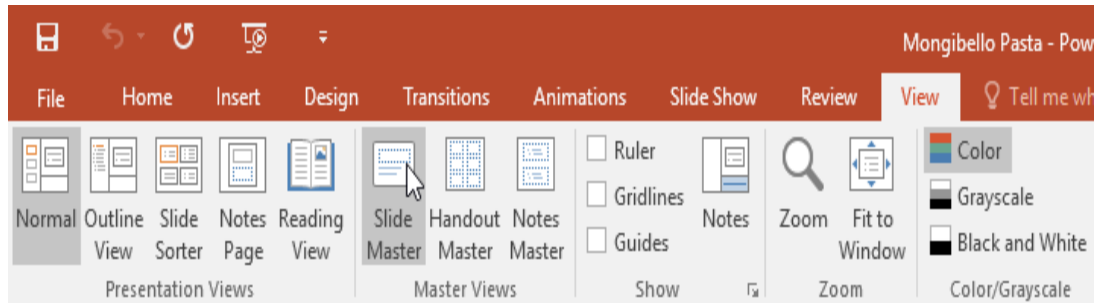 Mongibello Pasta - Pow
File Home Insert Design Transitions Animations Slide Show Review View Tell me wh
Normal
Outline View
Slide Sorter
Notes Page
Reading View
Presentation Views
Slide Master
Handout Master
Notes Master
Master Views
Ruler
Gridlines
Guides
Notes
Show
Zoom
Fit to Window
Zoom
Color
Grayscale
Black and White
Color/Grayscale